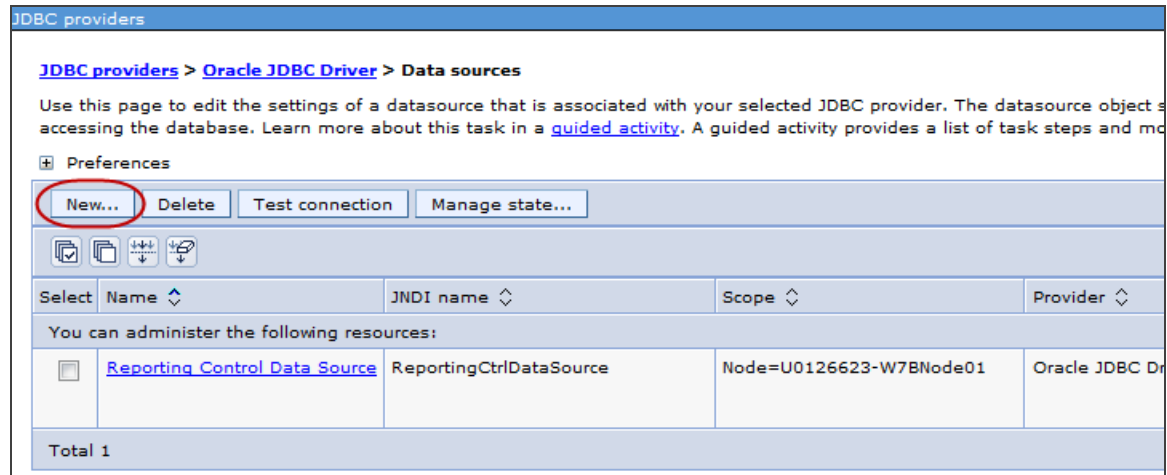 JDBC providers
JDBC providers > Oracle JDBC Driver > Data sources
Use this page to edit the settings of a datasource that is associated with your selected JDBC provider. The datasource object
accessing the database. Learn more about this task in a guided activity. A guided activity provides a list of task steps and
Preferences
New... Delete Test connection Manage state...
Select Name JNDI name Scope Provider
You can administer the following resources:
Reporting Control Data Source ReportingCtrlDataSource Node=U0126623-W7BNode01 Oracle JDBC
Total 1